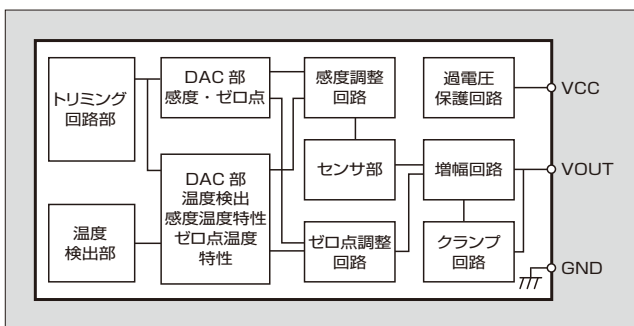 トリミング
回路部
DAC 部
感度・ゼロ点
感度調整
回路
過電圧
保護回路
VCC
温度
検出部
DAC 部
温度検出
感度温度特性
ゼロ点温度
特性
センサ部
増幅回路
VOUT
ゼロ点調整
回路
クランプ
回路
GND